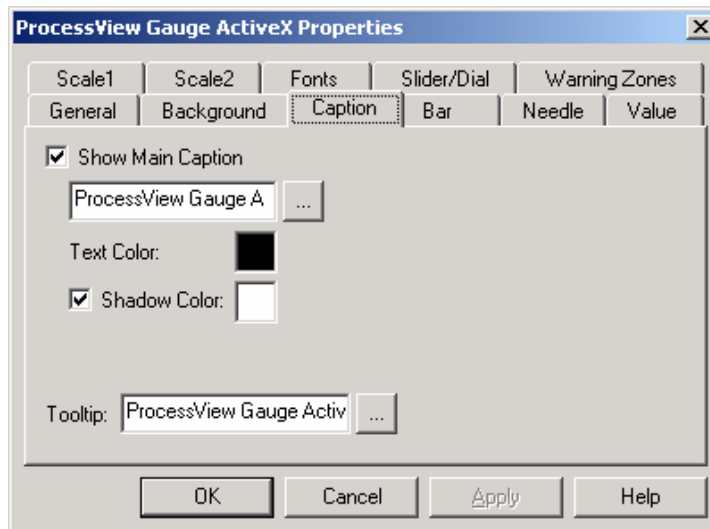 ProcessView Gauge ActiveX Properties
Scale1 Scale2 Fonts Slider/Dial Warning Zones
General Background Caption Bar Needle Value
Show Main Caption
ProcessView Gauge A ...
Text Color:
Shadow Color:
Tooltip: ProcessView Gauge Activ ...
OK Cancel Apply Help